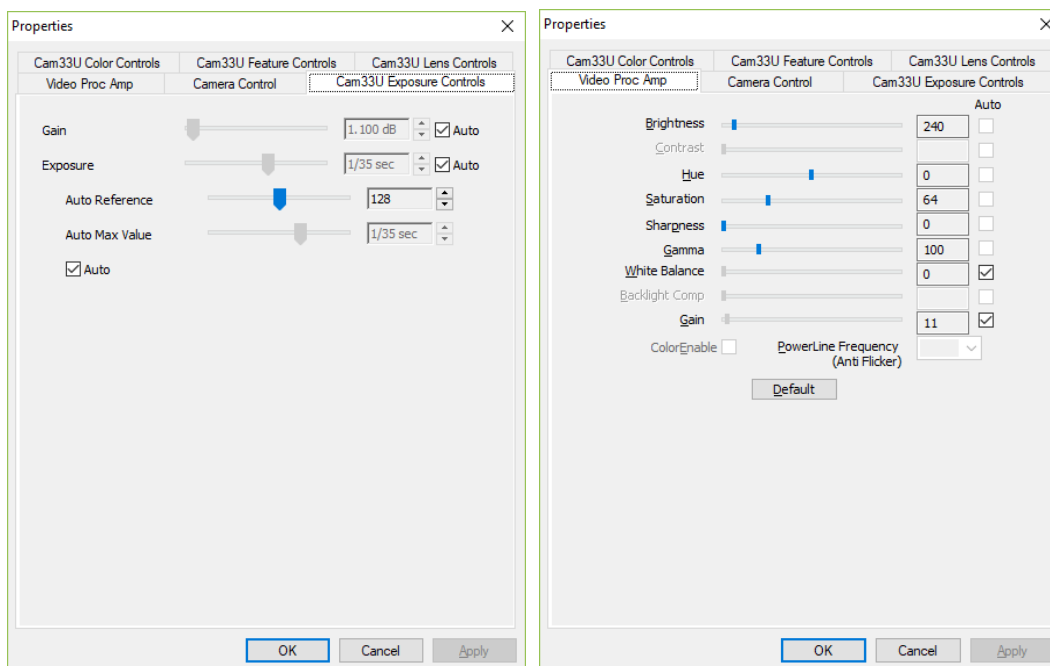 Properties
Cam33U Color Controls Cam33U Feature Controls Cam33U Lens Controls
Video Proc Amp Camera Control Cam33U Exposure Controls
Gain 1.100 dB Auto
Exposure 1/35 sec Auto
Auto Reference 128
Auto Max Value 1/35 sec
Auto
OK Cancel Apply
Properties
Cam33U Color Controls Cam33U Feature Controls Cam33U Lens Controls
Video Proc Amp Camera Control Cam33U Exposure Controls
Auto
Brightness 240
Contrast
Hue 0
Saturation 64
Sharpness 0
Gamma 100
White Balance 0
Backlight Comp
Gain 11
ColorEnable PowerLine Frequency
(Anti Flicker)
Default
OK Cancel Apply